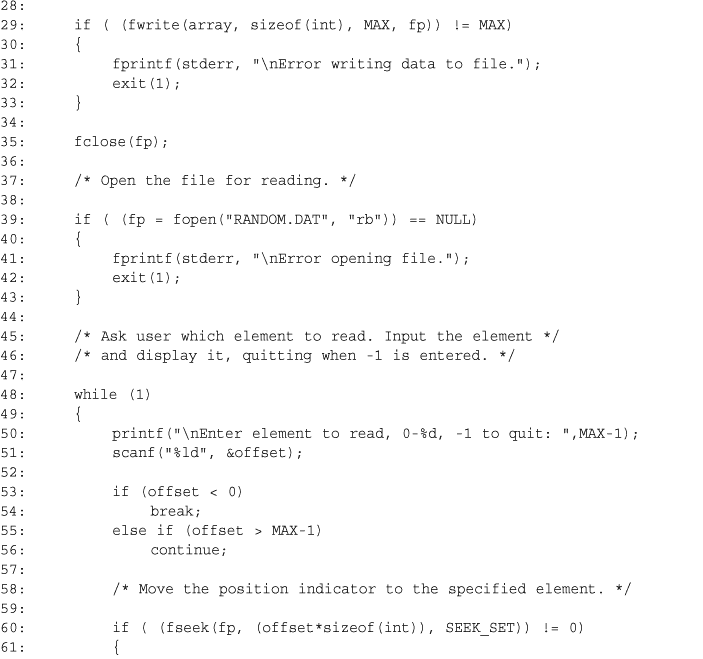 28:
29:     if ( (fwrite(array, sizeof(int), MAX, fp)) != MAX)
30:     {
31:         fprintf(stderr, "\nError writing data to file.");
32:         exit(1);
33:     }
34:
35:     fclose(fp);
36:
37:     /* Open the file for reading. */
38:
39:     if ( (fp = fopen("RANDOM.DAT", "rb")) == NULL)
40:     {
41:         fprintf(stderr, "\nError opening file.");
42:         exit(1);
43:     }
44:
45:     /* Ask user which element to read. Input the element */
46:     /* and display it, quitting when -1 is entered. */
47:
48:     while (1)
49:     {
50:         printf("\nEnter element to read, 0-%d, -1 to quit: ",MAX-1);
51:         scanf("%ld", &offset);
52:
53:         if (offset < 0)
54:             break;
55:         else if (offset > MAX-1)
56:             continue;
57:
58:         /* Move the position indicator to the specified element. */
59:
60:         if ( (fseek(fp, (offset*sizeof(int)), SEEK_SET)) != 0)
61:         {